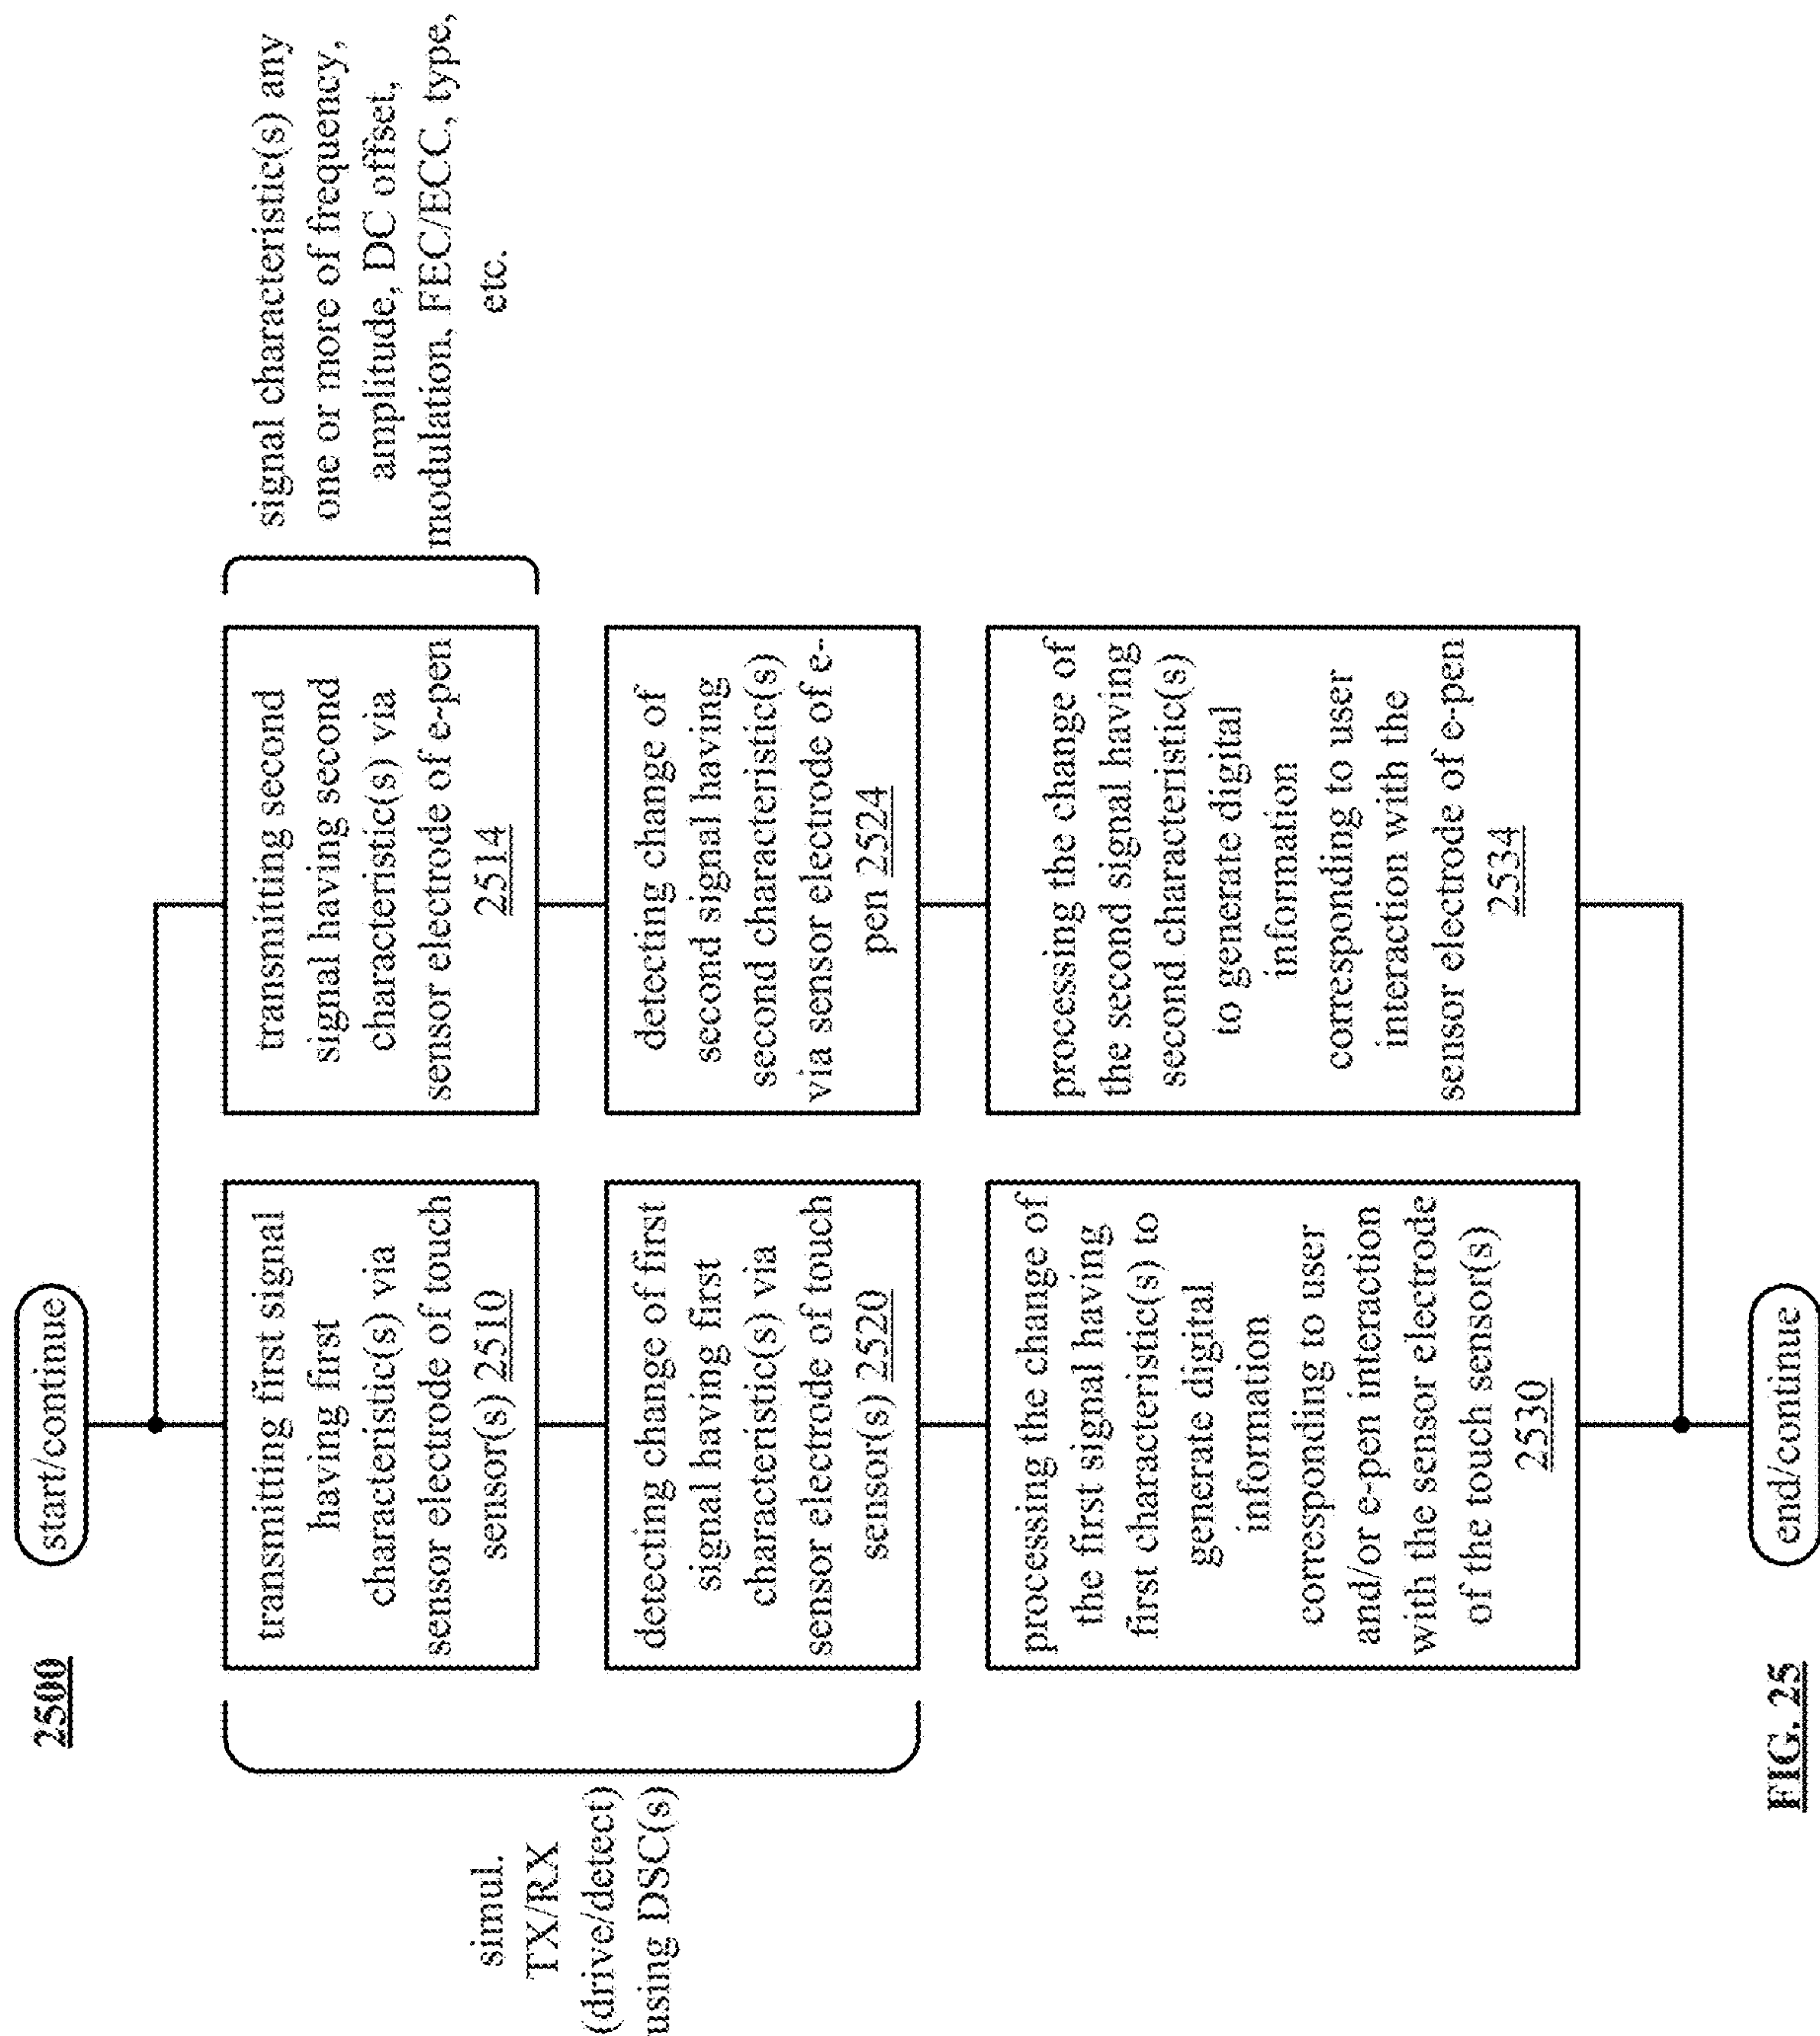 2500
start/continue
transmitting first signal
having first
characteristic(s) via
sensor electrode of touch
sensor(s) 2510
transmitting second
signal having second
characteristic(s) via
sensor electrode of e-pen
2514
signal characteristic(s) any
one or more of frequency,
amplitude, DC offset,
modulation, FEC/ECC, type,
etc.
simul.
TX/RX
(drive/detect)
using DSC(s)
detecting change of first
signal having first
characteristic(s) via
sensor electrode of touch
sensor(s) 2520
detecting change of
second signal having
second characteristic(s)
via sensor electrode of e-
pen 2524
processing the change of
the first signal having
first characteristic(s) to
generate digital
information
corresponding to user
and/or e-pen interaction
with the sensor electrode
of the touch sensor(s)
2530
processing the change of
the second signal having
second characteristic(s)
to generate digital
information
corresponding to user
interaction with the
sensor electrode of e-pen
2534
end/continue
FIG. 25